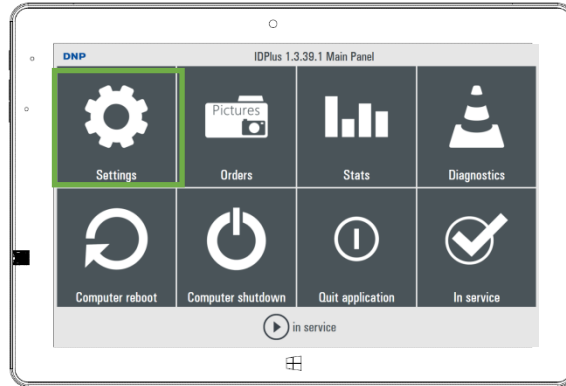 DNP
IDPlus 1.3.39.1 Main Panel
Pictures
Settings
Orders
Stats
Diagnostics
Computer reboot
Computer shutdown
Quit application
In service
in service